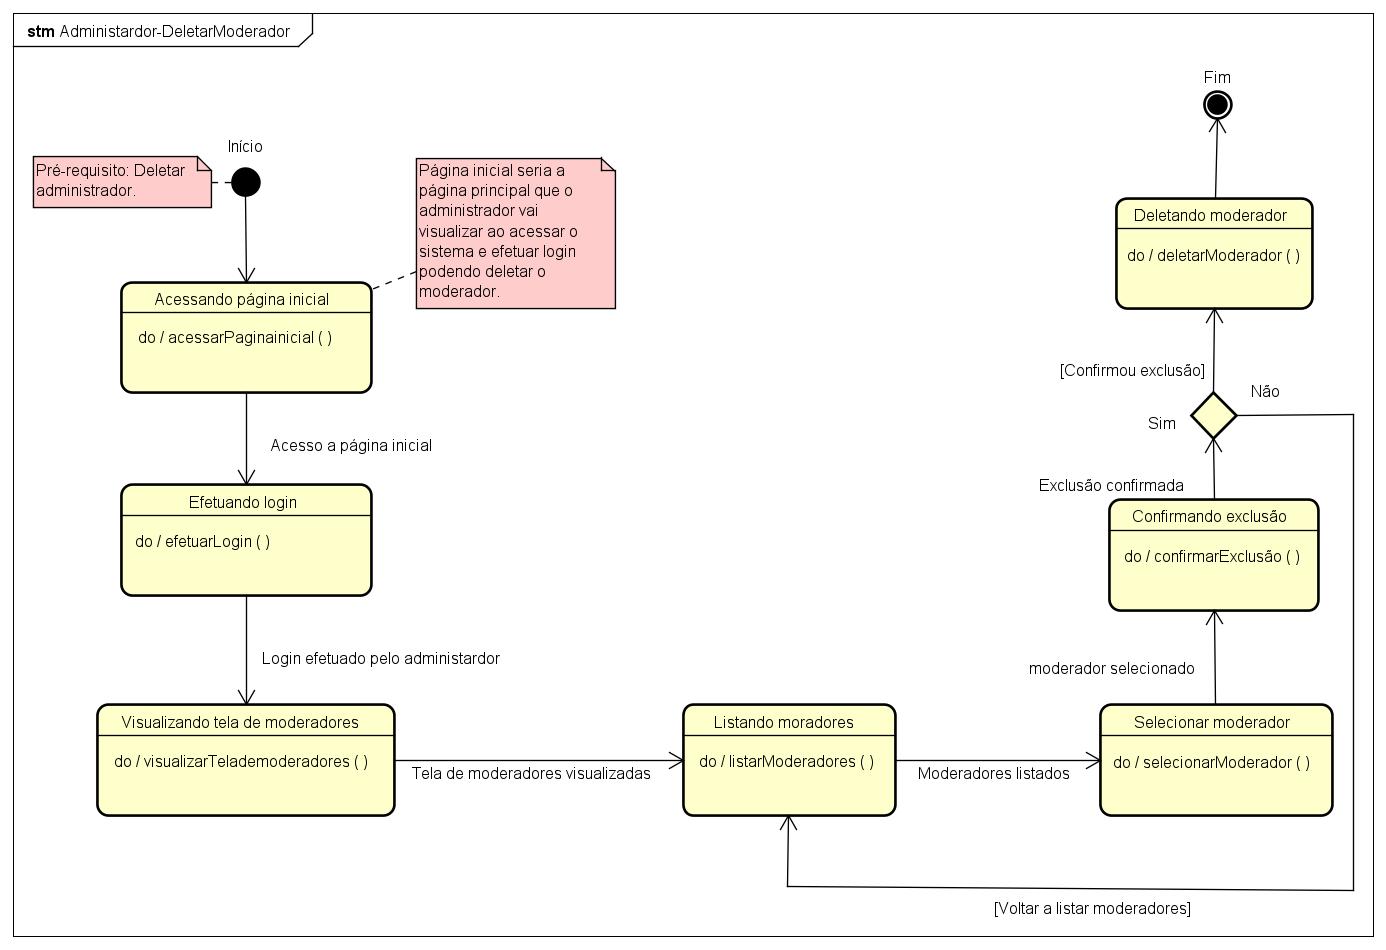 stm Administardor-DeletarModerador
Fim
Início
Pré-requisito: Deletar
administrador.
Página inicial seria a
página principal que o
administrador vai
visualizar ao acessar o
sistema e efetuar login
podendo deletar o
moderador.
Deletando moderador
do / deletarModerador ( )
Acessando página inicial
do / acessarPaginainicial ( )
[Confirmou exclusão]
Não
Sim
Acesso a página inicial
Exclusão confirmada
Efetuando login
do / efetuarLogin ( )
Confirmando exclusão
do / confirmarExclusão ( )
Login efetuado pelo administardor
moderador selecionado
Visualizando tela de moderadores
do / visualizarTelademoderadores ( )
Tela de moderadores visualizadas
Listando moradores
do / listarModeradores ( )
Moderadores listados
Selecionar moderador
do / selecionarModerador ( )
[Voltar a listar moderadores]